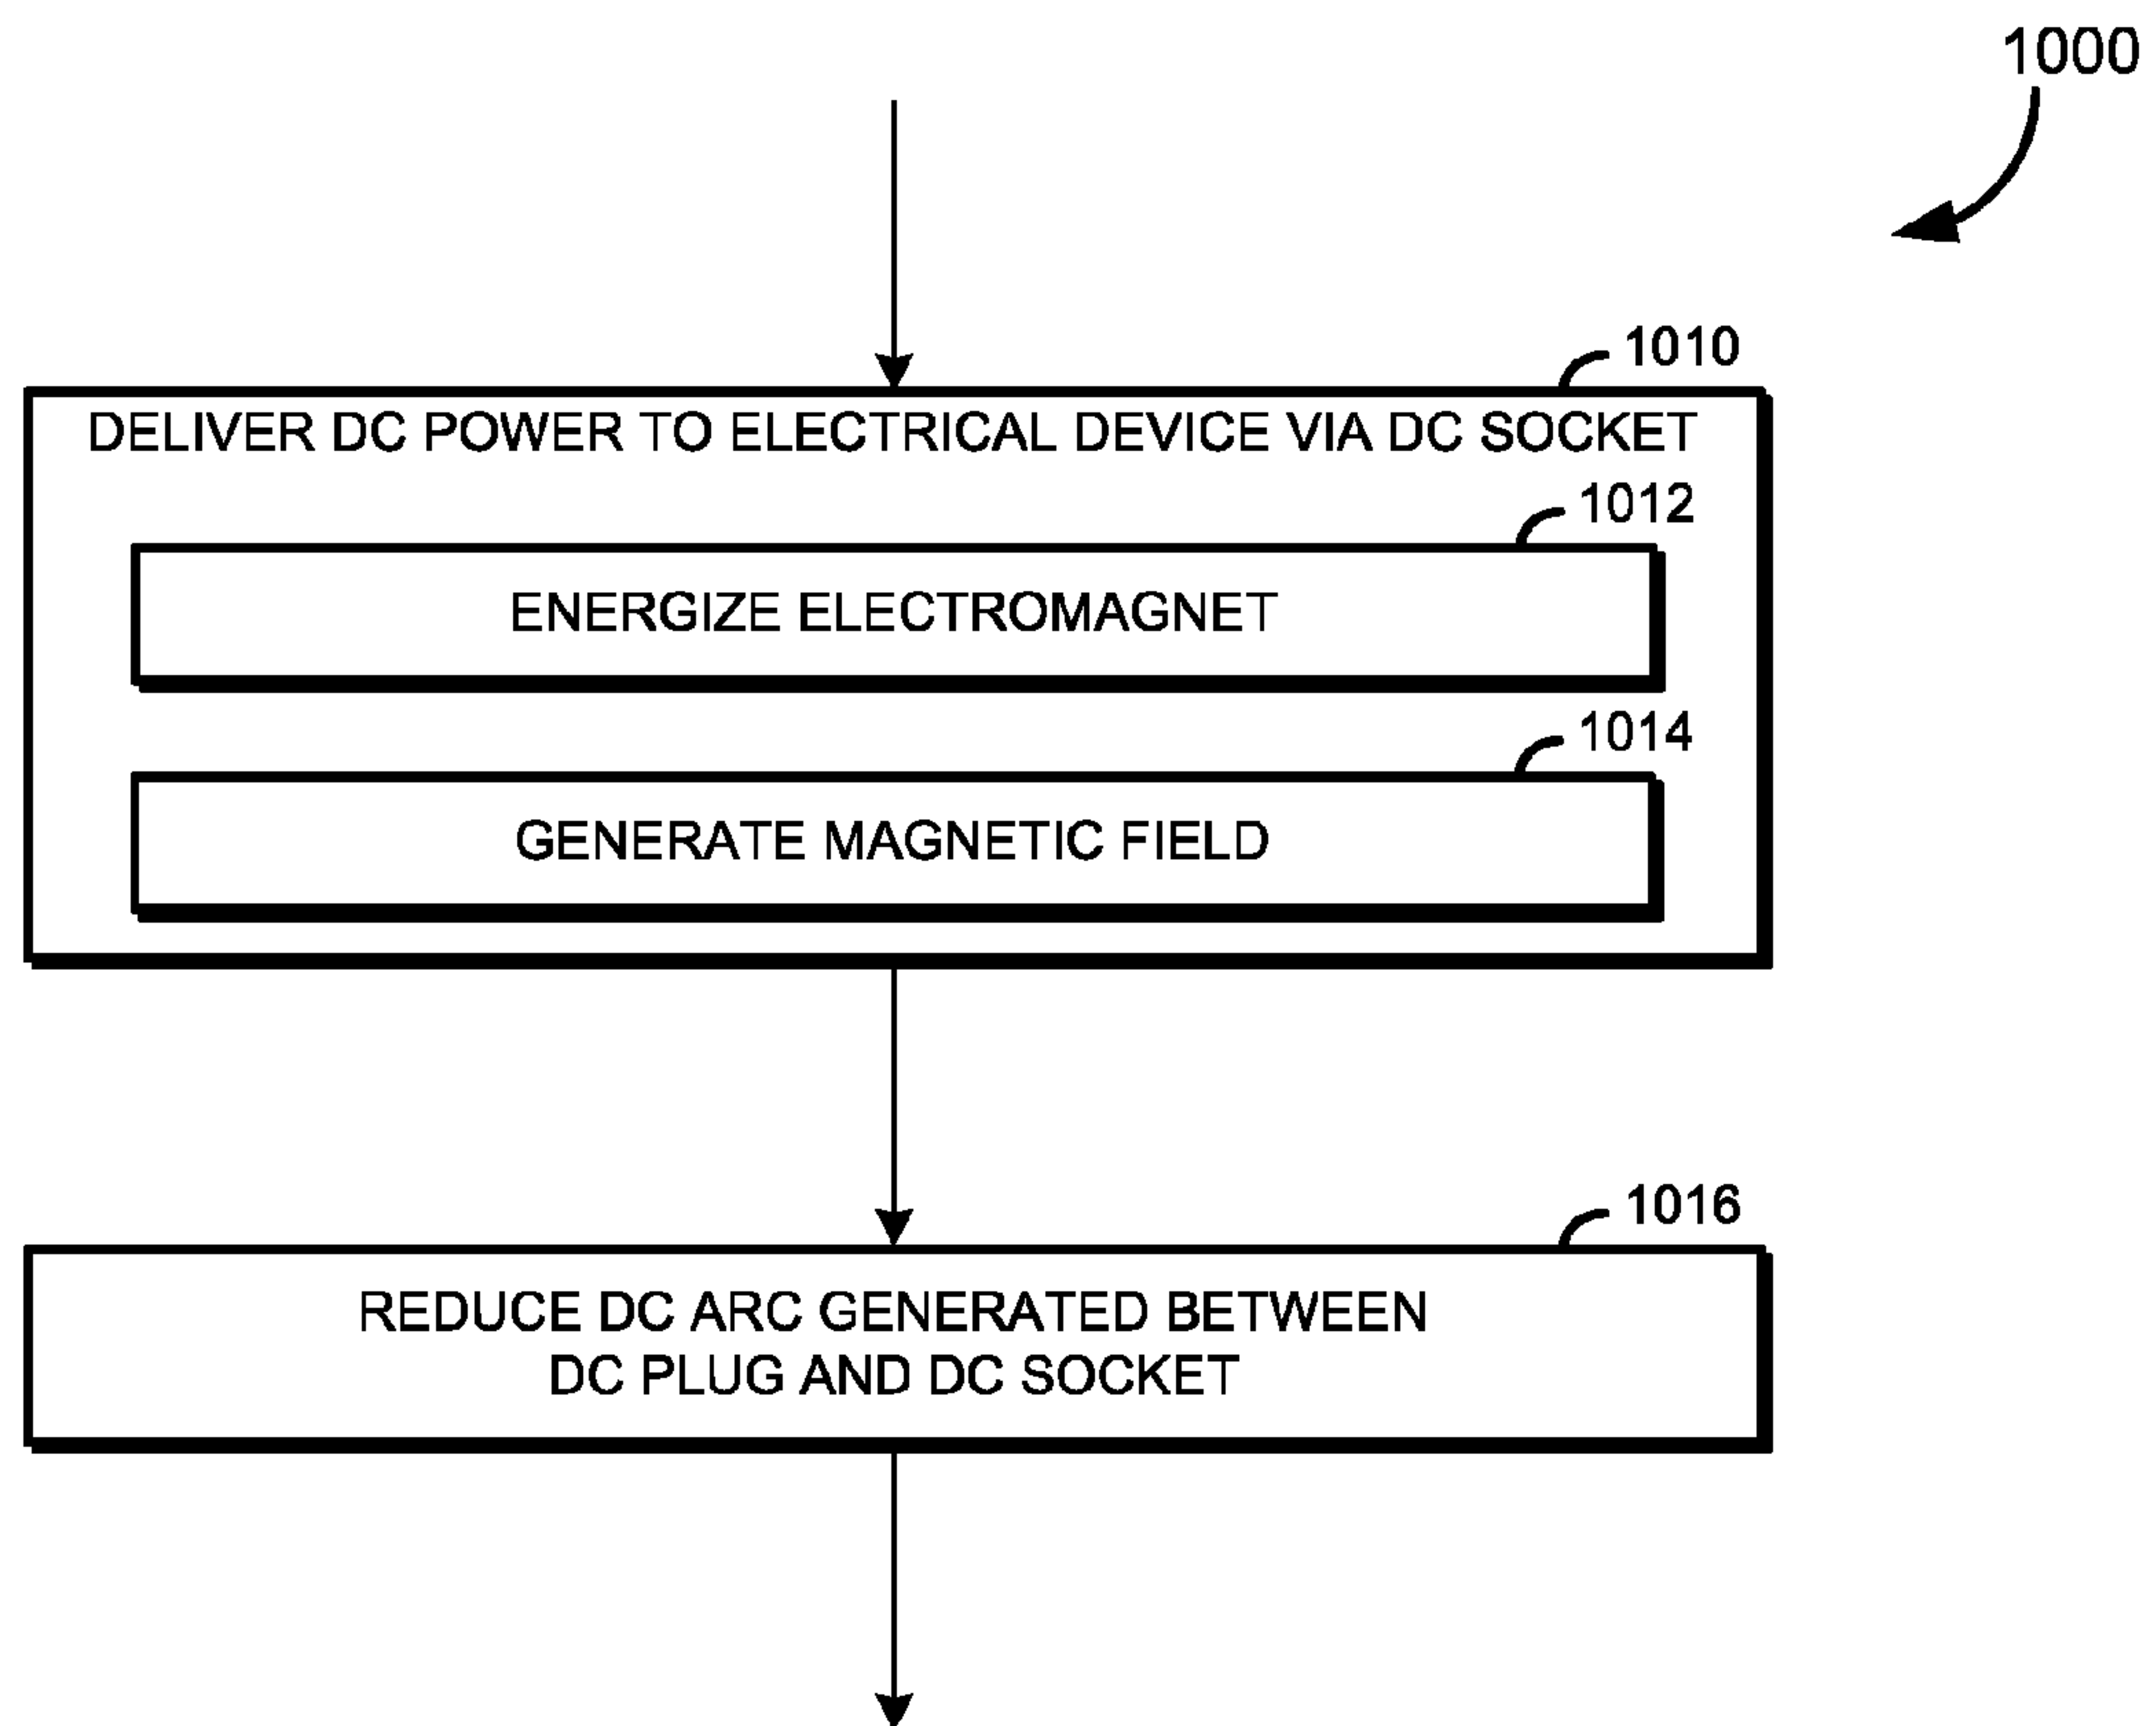 1000
1010
DELIVER DC POWER TO ELECTRICAL DEVICE VIA DC SOCKET
1012
ENERGIZE ELECTROMAGNET
1014
GENERATE MAGNETIC FIELD
1016
REDUCE DC ARC GENERATED BETWEEN
DC PLUG AND DC SOCKET